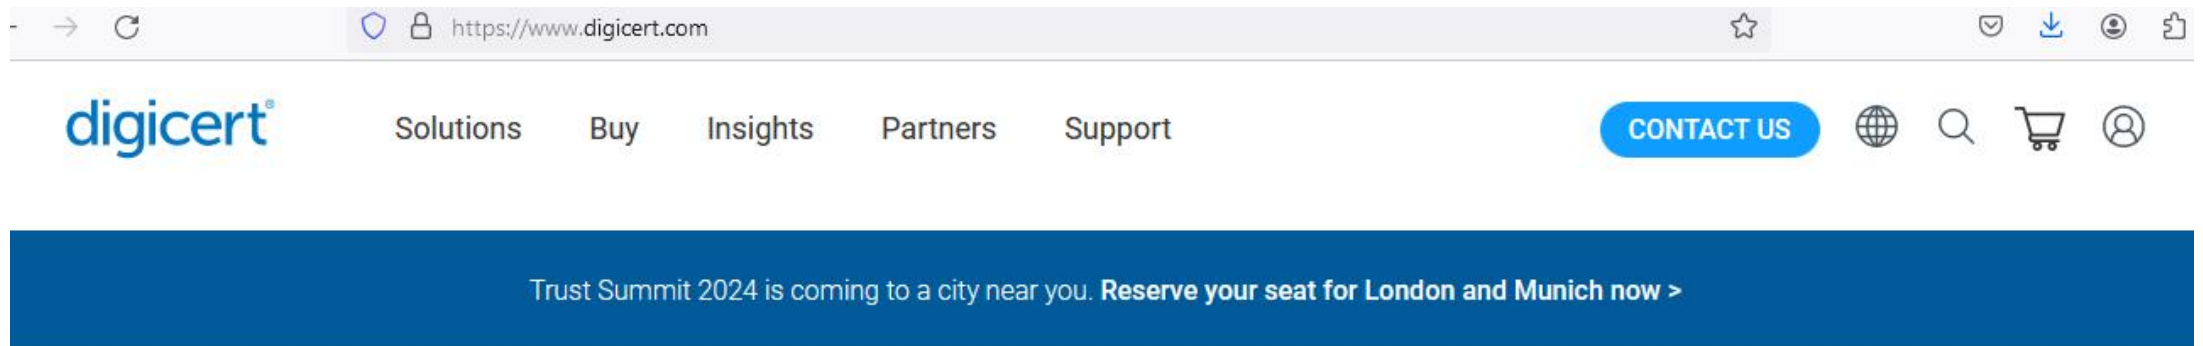 https://www.digicert.com
digicert®
Solutions Buy Insights Partners Support CONTACT US
Trust Summit 2024 is coming to a city near you. Reserve your seat for London and Munich now >